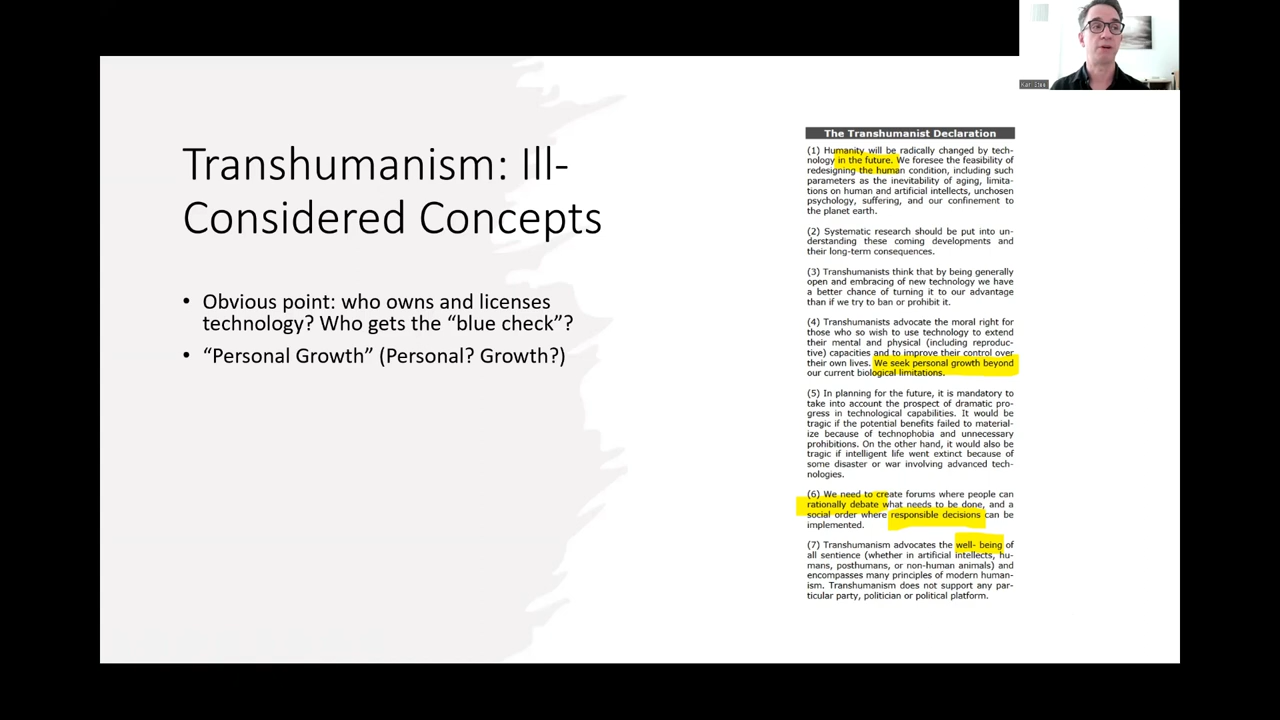 Transhumanism: Ill-
Considered Concepts
• Obvious point: who owns and licenses
technology? Who gets the “blue check”?
• “Personal Growth” (Personal? Growth?)
The Transhumanist Declaration
(1) Humanity will be radically changed by tech-
nology in the future. We foresee the feasibility of
redesigning the human condition, including such
parameters as the inevitability of aging, limita-
tions on human and artificial intellects, unchosen
psychology, suffering, and our confinement to
the planet earth.
(2) Systematic research should be put into un-
derstanding these coming developments and
their long-term consequences.
(3) Transhumanists think that by being generally
open and embracing of new technology we have
a better chance of turning it to our advantage
than if we try to ban or prohibit it.
(4) Transhumanists advocate the moral right for
those who so wish to use technology to extend
their mental and physical (including reproduc-
tive) capacities and to improve their control over
their own lives. We seek personal growth beyond
our current biological limitations.
(5) In planning for the future, it is mandatory to
take into account the prospect of dramatic pro-
gress in technological capabilities. It would be
tragic if the potential benefits failed to material-
ize because of technophobia and unnecessary
prohibitions. On the other hand, it would also be
tragic if intelligent life went extinct because of
some disaster or war involving advanced tech-
nologies.
(6) We need to create forums where people can
rationally debate what needs to be done, and a
social order where responsible decisions can be
implemented.
(7) Transhumanism advocates the well- being of
all sentience (whether in artificial intellects, hu-
mans, posthumans, or non-human animals) and
encompasses many principles of modern human-
ism. Transhumanism does not support any par-
ticular party, politician or political platform.